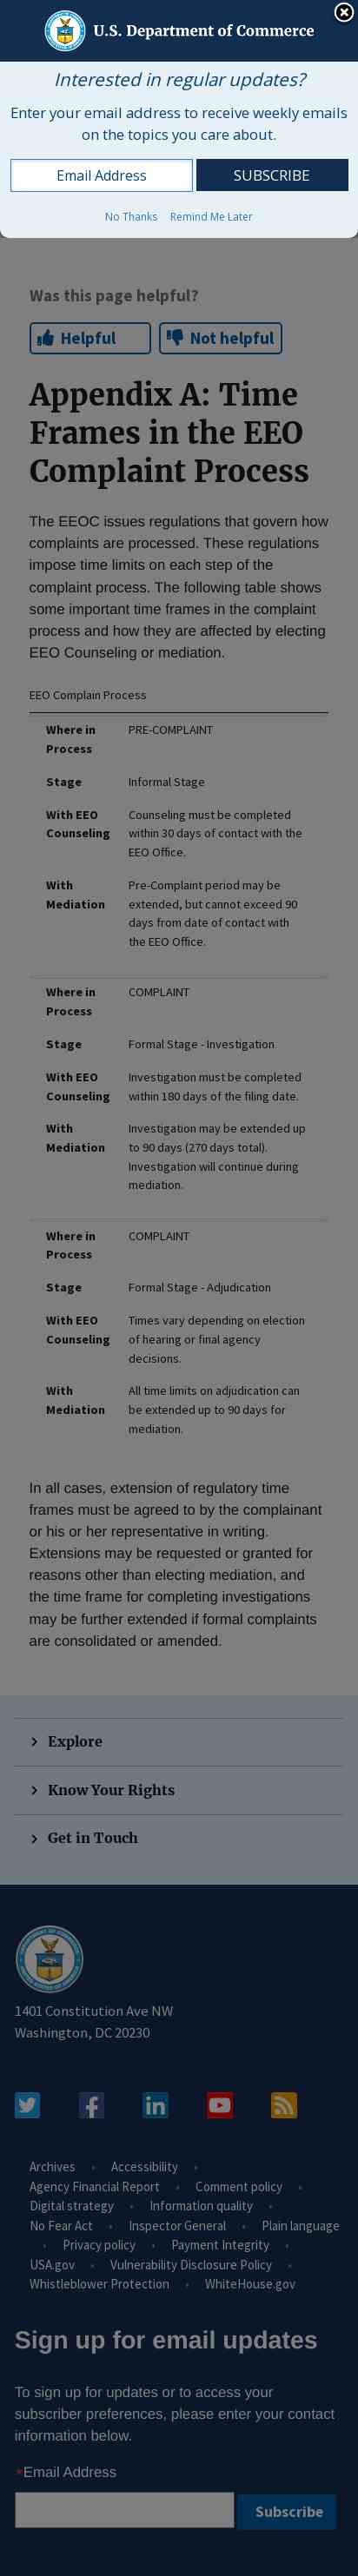 U.S. Department of Commerce
Interested in regular updates?
Enter your email address to receive weekly emails
on the topics you care about.
Email Address
SUBSCRIBE
No Thanks Remind Me Later
Was this page helpful?
Helpful Not helpful
Appendix A: Time
Frames in the EEO
Complaint Process
The EEOC issues regulations that govern how
complaints are processed. These regulations
impose time limits on each step of the
complaint process. The following table shows
some important time frames in the complaint
process and how they are affected by electing
EEO Counseling or mediation.
EEO Complain Process
Where in PRE-COMPLAINT
Process
Stage Informal Stage
With EEO Counseling must be completed
Counseling within 30 days of contact with the
EEO Office.
With Pre-Complaint period may be
Mediation extended, but cannot exceed 90
days from date of contact with
the EEO Office.
Where in COMPLAINT
Process
Stage Formal Stage - Investigation
With EEO Investigation must be completed
Counseling within 180 days of the filing date.
With Investigation may be extended up
Mediation to 90 days (270 days total).
Investigation will continue during
mediation.
Where in COMPLAINT
Process
Stage Formal Stage - Adjudication
With EEO Times vary depending on election
Counseling of hearing or final agency
decisions.
With All time limits on adjudication can
Mediation be extended up to 90 days for
mediation.
In all cases, extension of regulatory time
frames must be agreed to by the complainant
or his or her representative in writing.
Extensions may be requested or granted for
reasons other than electing mediation, and
the time frame for completing investigations
may be further extended if formal complaints
are consolidated or amended.
Explore
Know Your Rights
Get in Touch
1401 Constitution Ave NW
Washington, DC 20230
Archives Accessibility
Agency Financial Report Comment policy
Digital strategy Information quality
No Fear Act Inspector General Plain language
Privacy policy Payment Integrity
USA.gov Vulnerability Disclosure Policy
Whistleblower Protection WhiteHouse.gov
Sign up for email updates
To sign up for updates or to access your
subscriber preferences, please enter your contact
information below.
*Email Address
Subscribe